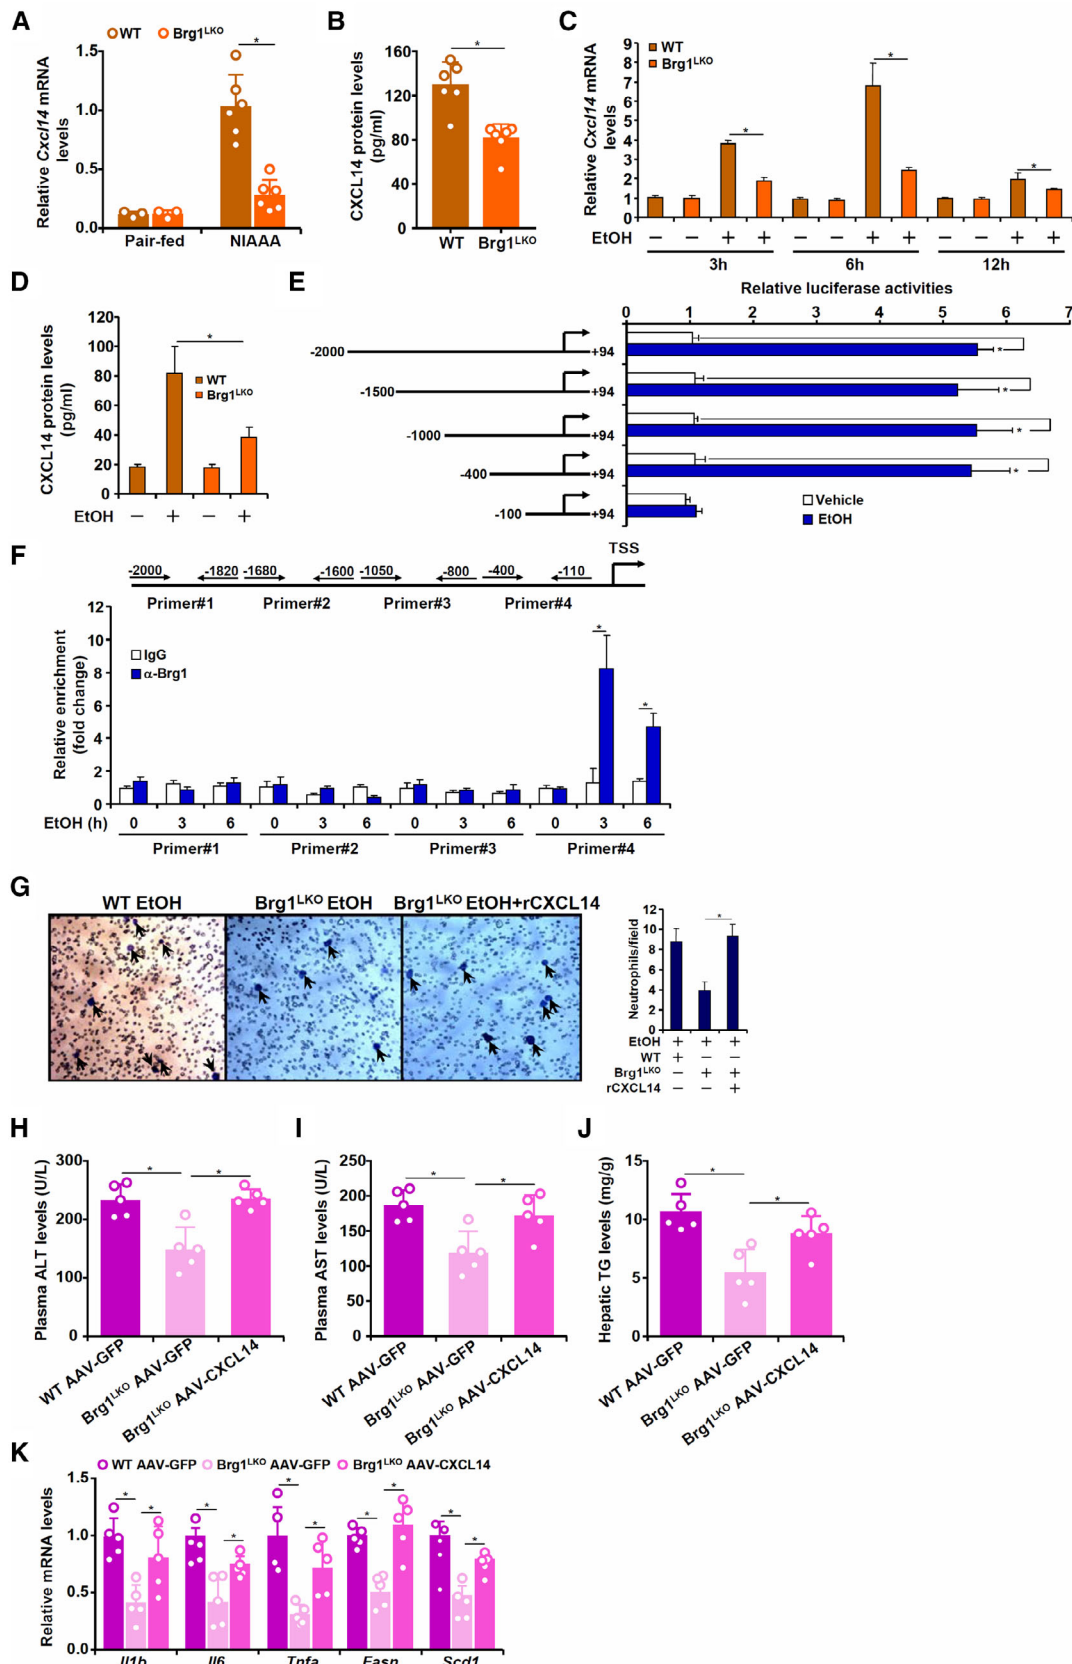 A
WT Brg1LKO
Relative Cxcl14 mRNA
levels
1.5
1.0
0.5
0.0
Pair-fed NIAAA
*
B
CXCL14 protein levels
(pg/ml)
160
120
80
40
0
WT Brg1LKO
*
C
Relative Cxcl14 mRNA
levels
9
8
7
6
5
4
3
2
1
0
WT
Brg1LKO
* * *
EtOH − − + + − − + + − − + +
3h 6h 12h
D
CXCL14 protein levels
(pg/ml)
120
100
80
60
40
20
0
*
WT
Brg1LKO
EtOH − + − +
E
Relative luciferase activities
0 1 2 3 4 5 6 7
-2000 +94 *
-1500 +94 *
-1000 +94 *
-400 +94 *
-100 +94
Vehicle
EtOH
F
TSS
-2000 -1820 -1680 -1600 -1050 -800 -400 -110
Primer#1 Primer#2 Primer#3 Primer#4
Relative enrichment
(fold change)
12
10
8
6
4
2
0
IgG
α-Brg1
* *
EtOH (h) 0 3 6 0 3 6 0 3 6 0 3 6
Primer#1 Primer#2 Primer#3 Primer#4
G
WT EtOH Brg1LKO EtOH Brg1LKO EtOH+rCXCL14
Neutrophils/field
12
10
8
6
4
2
0
*
EtOH + + +
WT + − −
Brg1LKO − + +
rCXCL14 − − +
H
Plasma ALT levels (U/L)
300
200
100
0
* *
WT AAV-GFP
Brg1LKO AAV-GFP
Brg1LKO AAV-CXCL14
I
Plasma AST levels (U/L)
250
200
150
100
50
0
* *
WT AAV-GFP
Brg1LKO AAV-GFP
Brg1LKO AAV-CXCL14
J
Hepatic TG levels (mg/g)
15
10
5
0
* *
WT AAV-GFP
Brg1LKO AAV-GFP
Brg1LKO AAV-CXCL14
K
WT AAV-GFP Brg1LKO AAV-GFP Brg1LKO AAV-CXCL14
Relative mRNA levels
1.5
1.0
0.5
0.0
* * * * * * * * * *
Il1b Il6 Tnfa Fasn Scd1